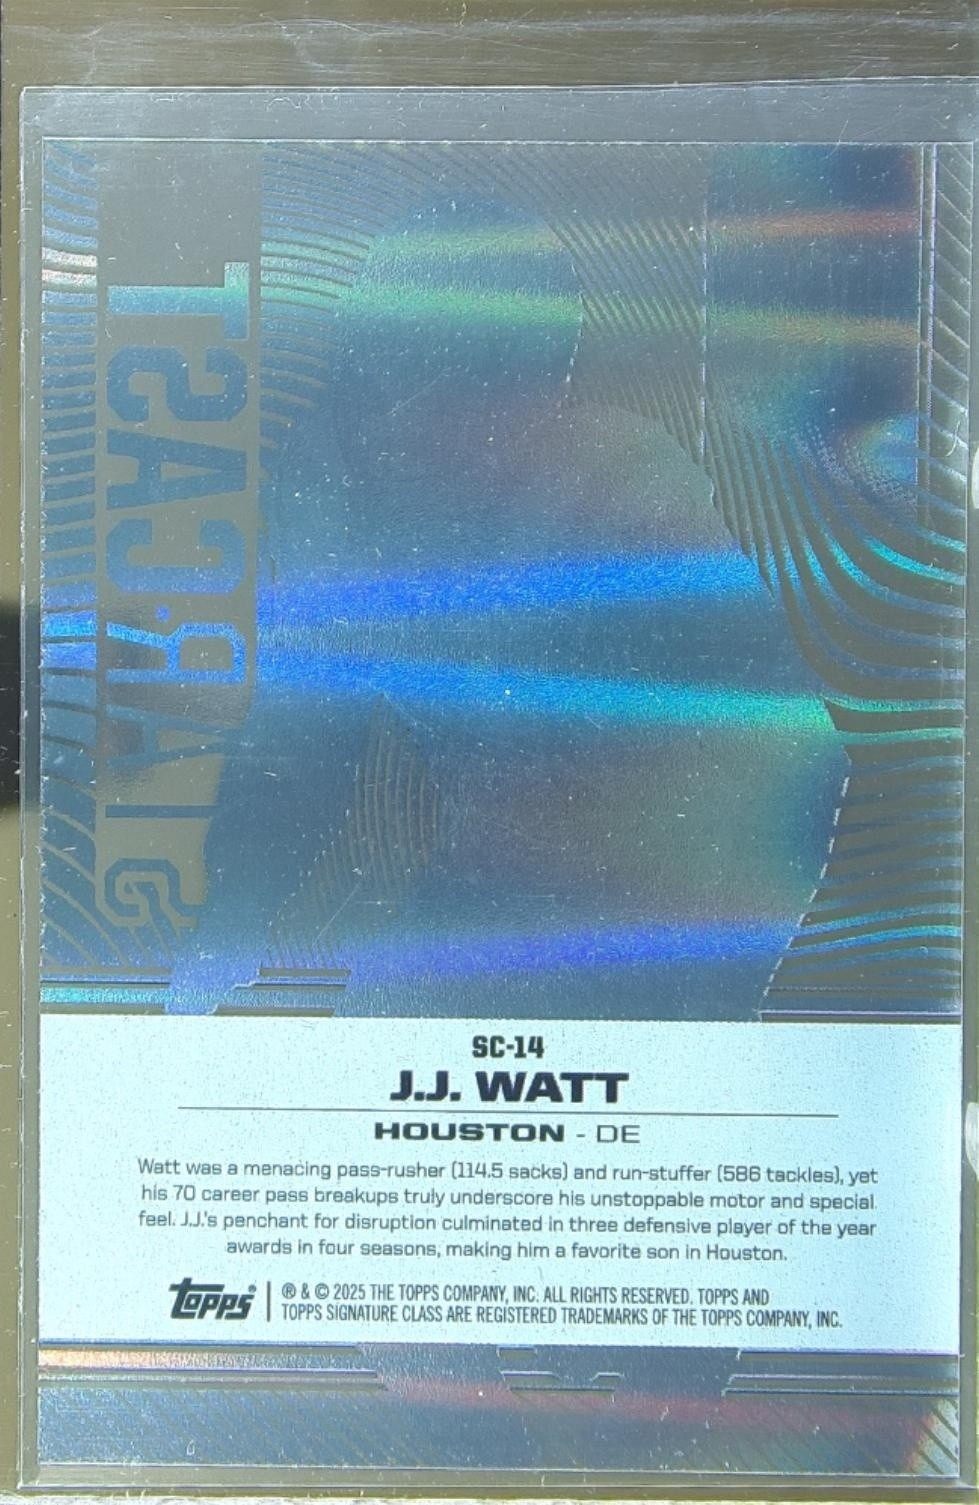 STAR·CAST
SC-14
J.J. WATT
HOUSTON - DE
Watt was a menacing pass-rusher (114.5 sacks) and run-stuffer (586 tackles), yet
his 70 career pass breakups truly underscore his unstoppable motor and special
feel. J.J.'s penchant for disruption culminated in three defensive player of the year
awards in four seasons, making him a favorite son in Houston.
topps®
® & © 2025 THE TOPPS COMPANY, INC. ALL RIGHTS RESERVED. TOPPS AND
TOPPS SIGNATURE CLASS ARE REGISTERED TRADEMARKS OF THE TOPPS COMPANY, INC.